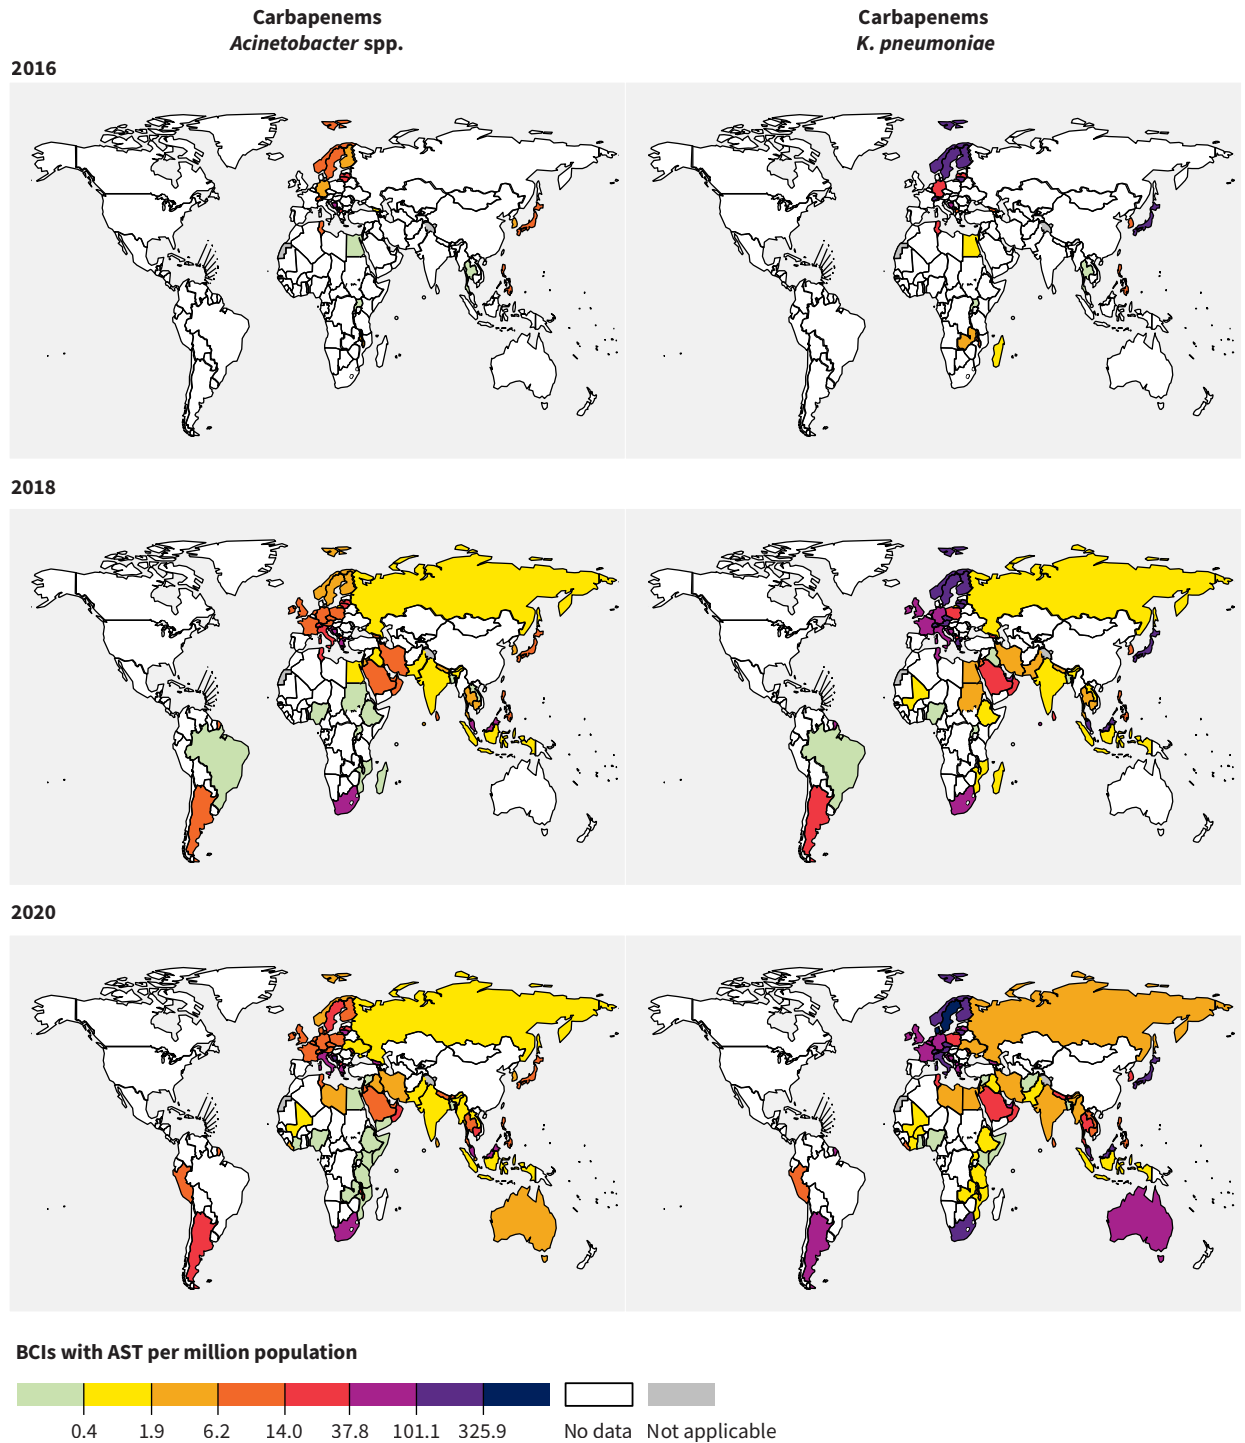 Carbapenems
Acinetobacter spp.
Carbapenems
K. pneumoniae
2016
2018
2020
BCIs with AST per million population
0.4 1.9 6.2 14.0 37.8 101.1 325.9 No data Not applicable